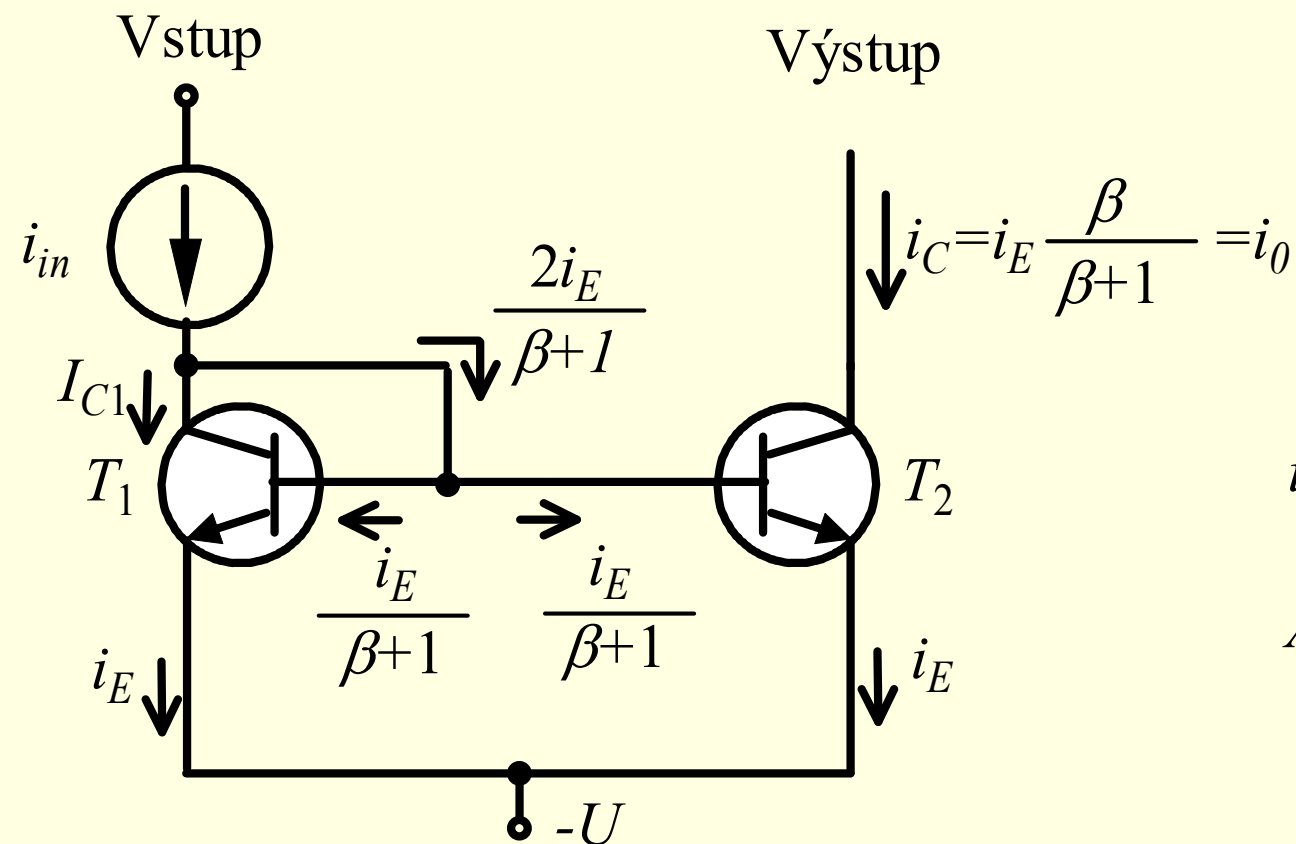 Vstup
Výstup
i_in
i_C=i_E β/(β+1) =i_0
2i_E/(β+1)
I_C1
T_1
T_2
i_E/(β+1)
i_E/(β+1)
i_E
i_E
-U